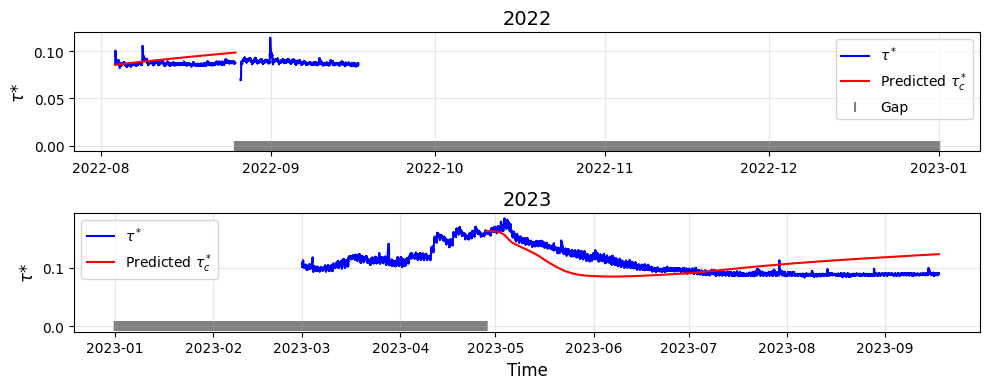 2022
τ*
0.10
0.05
0.00
τ*
Predicted τ*c
Gap
2022-08
2022-09
2022-10
2022-11
2022-12
2023-01
2023
τ*
0.1
0.0
τ*
Predicted τ*c
2023-01
2023-02
2023-03
2023-04
2023-05
2023-06
2023-07
2023-08
2023-09
Time